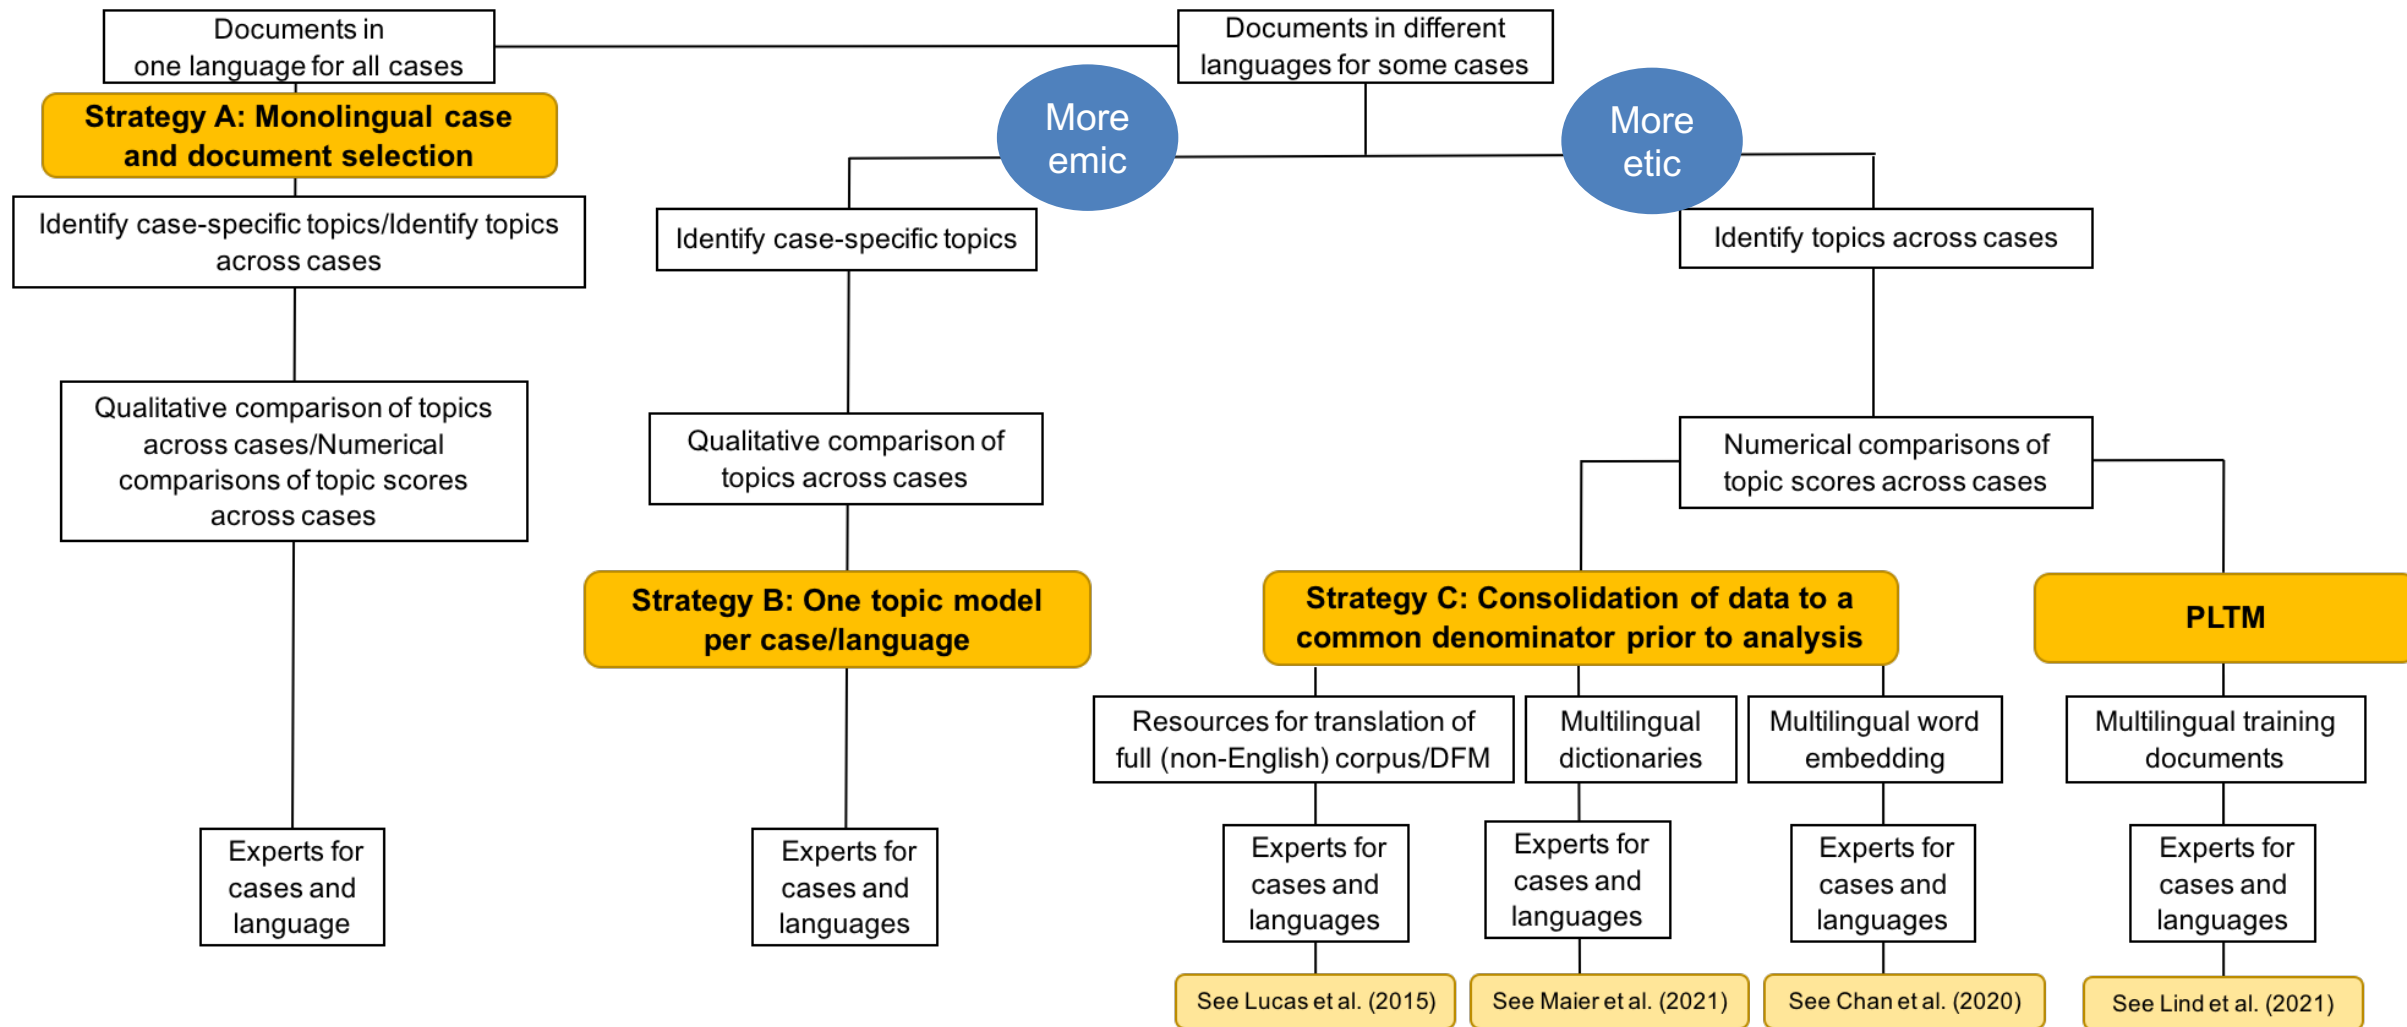 Documents in
one language for all cases
Documents in different
languages for some cases
Strategy A: Monolingual case
and document selection
More
emic
More
etic
Identify case-specific topics/Identify topics
across cases
Identify case-specific topics
Identify topics across cases
Qualitative comparison of topics
across cases/Numerical
comparisons of topic scores
across cases
Qualitative comparison of
topics across cases
Numerical comparisons of
topic scores across cases
Strategy B: One topic model
per case/language
Strategy C: Consolidation of data to a
common denominator prior to analysis
PLTM
Resources for translation of
full (non-English) corpus/DFM
Multilingual
dictionaries
Multilingual word
embedding
Multilingual training
documents
Experts for
cases and
language
Experts for
cases and
languages
Experts for
cases and
languages
Experts for
cases and
languages
Experts for
cases and
languages
Experts for
cases and
languages
See Lucas et al. (2015)
See Maier et al. (2021)
See Chan et al. (2020)
See Lind et al. (2021)